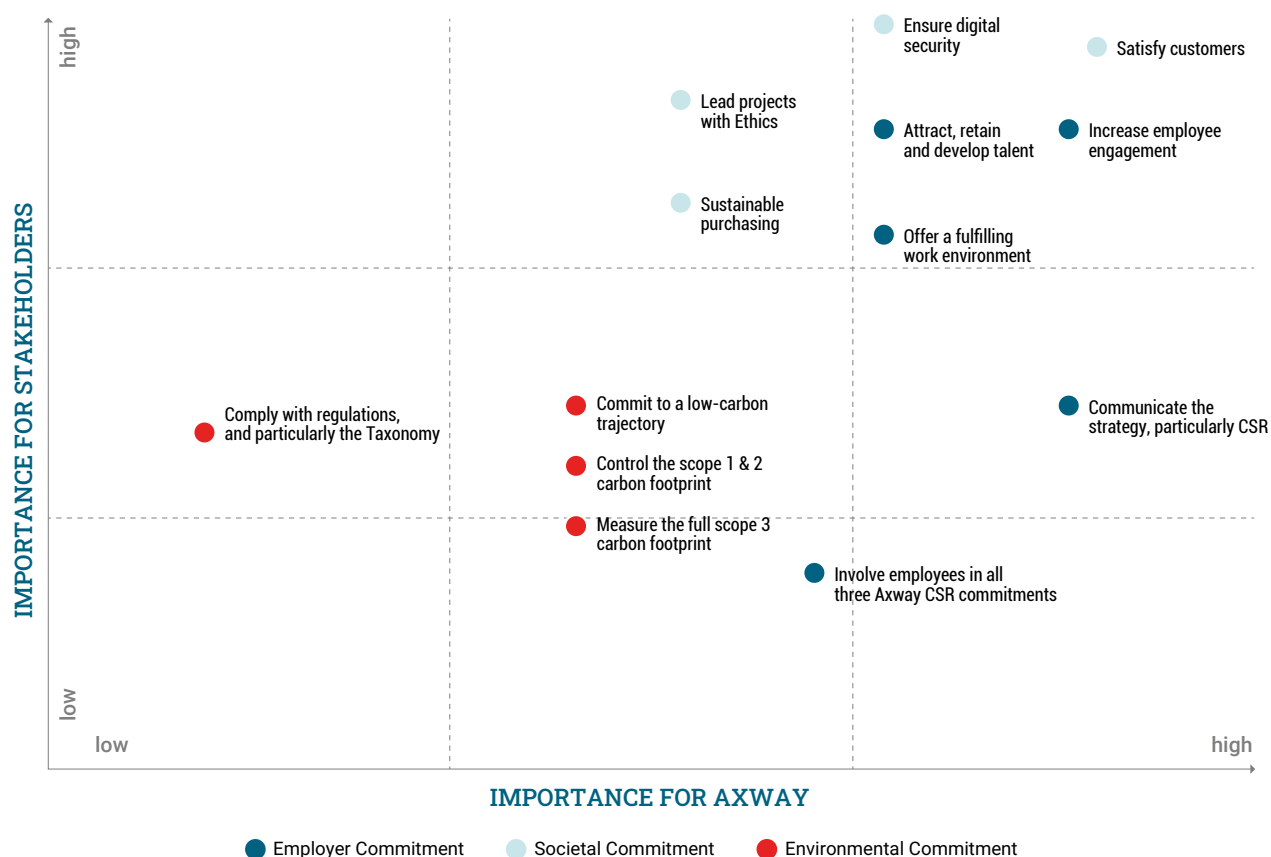 high
Ensure digital
security
Satisfy customers
Lead projects
with Ethics
Attract, retain
and develop talent
Increase employee
engagement
Sustainable
purchasing
Offer a fulfilling
work environment
IMPORTANCE FOR STAKEHOLDERS
Comply with regulations,
and particularly the Taxonomy
Commit to a low-carbon
trajectory
Communicate the
strategy, particularly CSR
Control the scope 1 & 2
carbon footprint
Measure the full scope 3
carbon footprint
Involve employees in all
three Axway CSR commitments
low
low
high
IMPORTANCE FOR AXWAY
Employer Commitment
Societal Commitment
Environmental Commitment